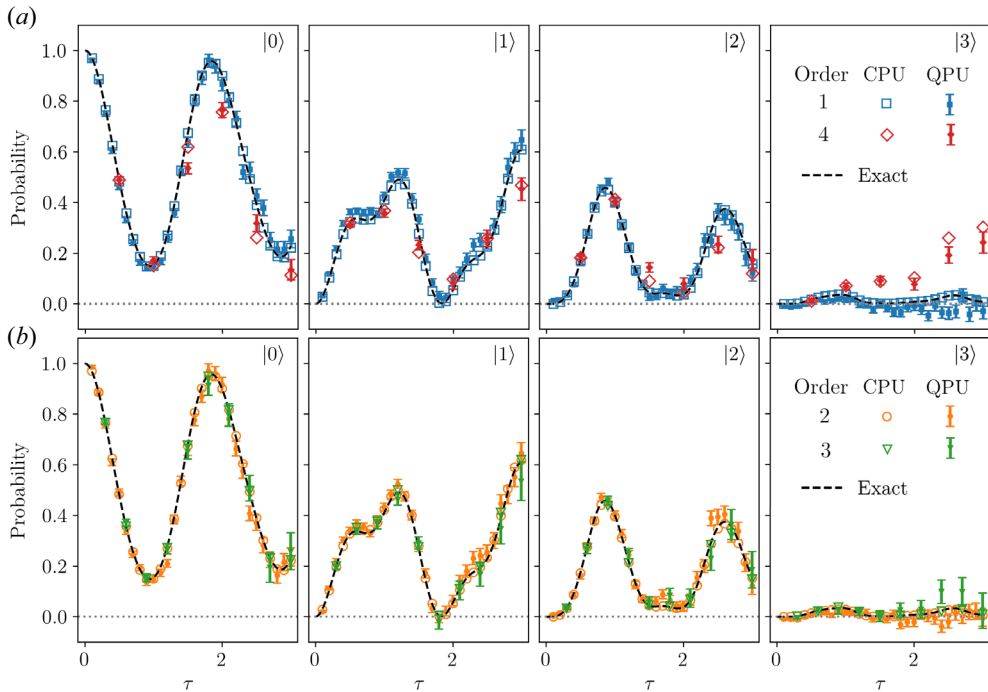 (a)
|0⟩ |1⟩ |2⟩ |3⟩
1.0
0.8
0.6
0.4
0.2
0.0
Probability
Order CPU QPU
1
4
Exact
(b)
|0⟩ |1⟩ |2⟩ |3⟩
1.0
0.8
0.6
0.4
0.2
0.0
Probability
Order CPU QPU
2
3
Exact
0 2 0 2 0 2 0 2
τ τ τ τ